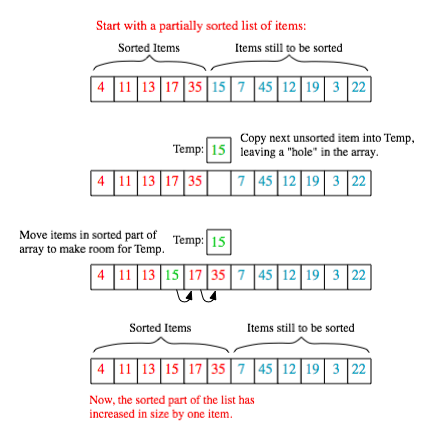 Start with a partially sorted list of items:
Sorted Items Items still to be sorted
4 11 13 17 35 15 7 45 12 19 3 22
Temp: 15 Copy next unsorted item into Temp,
leaving a "hole" in the array.
4 11 13 17 35 7 45 12 19 3 22
Move items in sorted part of
array to make room for Temp. Temp: 15
4 11 13 15 17 35 7 45 12 19 3 22
Sorted Items Items still to be sorted
4 11 13 15 17 35 7 45 12 19 3 22
Now, the sorted part of the list has
increased in size by one item.